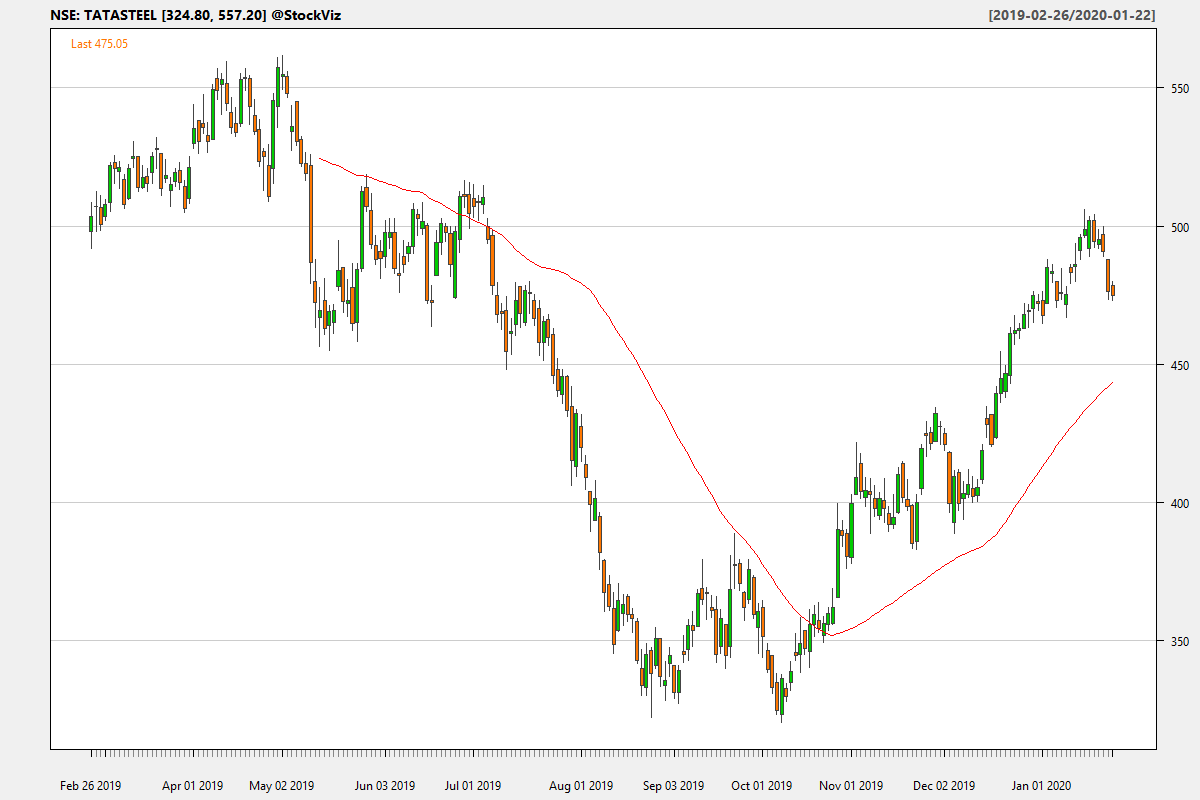 NSE: TATASTEEL [324.80, 557.20] @StockViz [2019-02-26/2020-01-22]
Last 475.05
550
500
450
400
350
Feb 26 2019 Apr 01 2019 May 02 2019 Jun 03 2019 Jul 01 2019 Aug 01 2019 Sep 03 2019 Oct 01 2019 Nov 01 2019 Dec 02 2019 Jan 01 2020